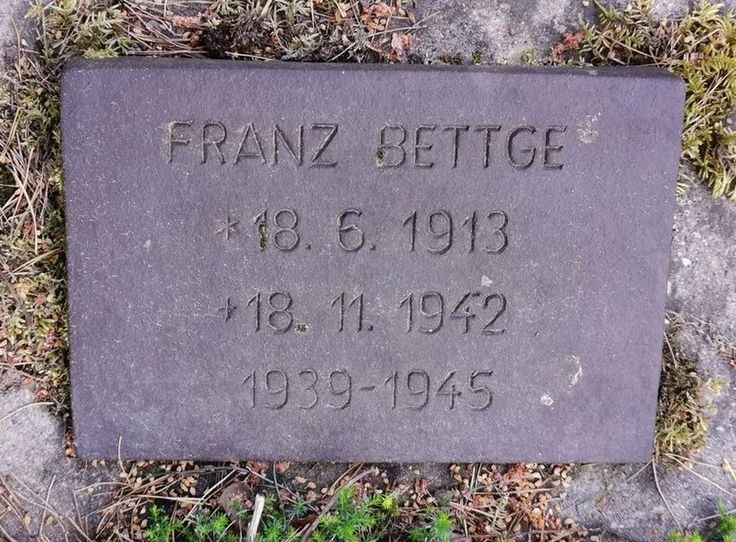 FRANZ BETTGE
*18. 6. 1913
+18. 11. 1942
1939-1945